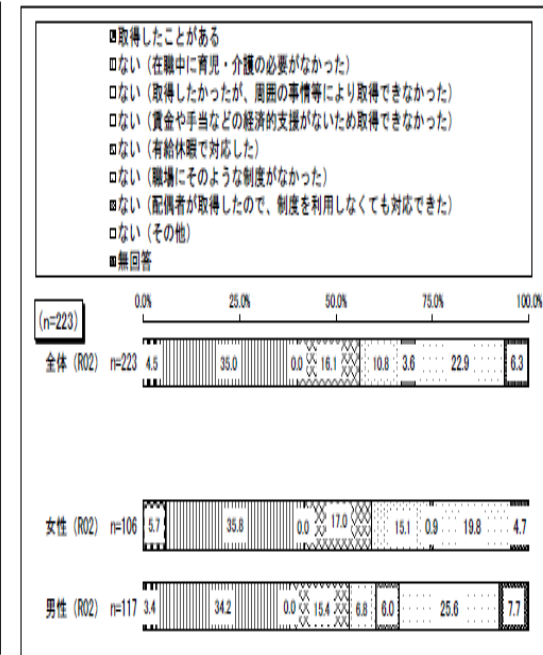 取得したことがある
ない（在職中に育児・介護の必要がなかった）
ない（取得したかったが、周囲の事情等により取得できなかった）
ない（賃金や手当などの経済的支援がないため取得できなかった）
ない（有給休暇で対応した）
ない（職場にそのような制度がなかった）
ない（配偶者が取得したので、制度を利用しなくても対応できた）
ない（その他）
無回答
(n=223)
0.0% 25.0% 50.0% 75.0% 100.0%
全体（R02） n=223 4.5 35.0 0.0 16.1 10.8 3.6 22.9 6.3
女性（R02） n=106 5.7 35.8 0.0 17.0 15.1 0.9 19.8 4.7
男性（R02） n=117 3.4 34.2 0.0 15.4 6.8 6.0 25.6 7.7